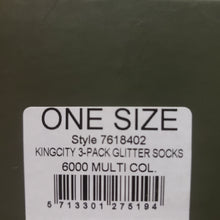 ONE SIZE
Style 7618402
KINGCITY 3-PACK GLITTER SOCKS
6000 MULTI COL.
5 713301 275194